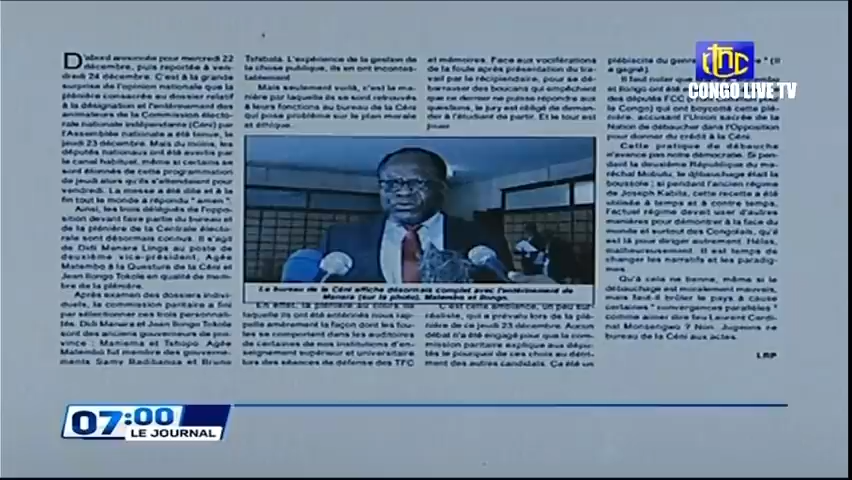 D'abord annoncée pour mercredi 22
décembre, puis reportée à ven-
dredi 24 décembre. C'est à la grande
surprise de l'opinion nationale que la
plénière consacrée au dossier relatif
à la désignation et l'entérinement des
animateurs de la Commission électo-
rale nationale indépendante (Céni) par
l'Assemblée nationale a été tenue, le
jeudi 23 décembre. Mais du moins, les
députés nationaux ont été avertis par
le canal habituel, même si certains se
sont étonnés de cette programmation
de jeudi alors qu'ils s'attendaient pour
vendredi. La messe a été dite et à la
fin tout le monde a répondu " amen ".
Ainsi, les trois délégués de l'oppo-
sition devant faire partie du bureau et
de la plénière de la Centrale électo-
rale sont désormais connus. Il s'agit
de Didi Manara Linga au poste de
deuxième vice-président, Agée
Matembo à la Questure de la Céni et
Jean Ilongo Tokole en qualité de mem-
bre de la plénière.
Après examen des dossiers indivi-
duels, la commission paritaire a fini
par sélectionner ces trois personnali-
tés. Didi Manara et Jean Ilongo Tokole
sont des anciens gouverneurs de pro-
vince : Maniema et Tshopo. Agée
Matembo fut membre des gouverne-
ments Samy Badibanga et Bruno
Tshibala. L'expérience de la gestion de
la chose publique, ils en ont incontes-
tablement
Mais seulement voilà, c'est la ma-
nière par laquelle ils se sont retrouvés
à leurs fonctions au bureau de la Céni
qui pose problème sur le plan morale
et éthique.
Le bureau de la Céni affiche désormais complet avec l'entérinement de
Manara (sur la photo), Matembo et Ilongo.
En effet, la plénière au cours de
laquelle ils ont été entérinés nous rap-
pelle amèrement la façon dont les fou-
les se comportent dans les auditoires
de certaines de nos institutions d'en-
seignement supérieur et universitaire
lors des séances de défense des TFC
et mémoires. Face aux vociférations
de la foule après présentation du tra-
vail par le récipiendaire, pour se dé-
barrasser des boucans qui empêchent
que ce dernier ne puisse répondre aux
questions, le jury est obligé de deman-
der à l'étudiant de partir. Et le tour est
joué
C'est cette ambiance, un peu sur-
réaliste, qui a prévalu lors de la plé-
nière de ce jeudi 23 décembre. Aucun
débat n'a été engagé pour que la com-
mission paritaire explique aux dépu-
tés le pourquoi de ces choix au détri-
ment des autres candidats. Ça été un
plébiscite du genre " (Il
a gagné).
Il faut noter que
et Ilongo ont été en
des députés FCC (
Congo) qui ont boycotté cette plé-
nière, accusant l'Union sacrée de la
Nation de débaucher dans l'Opposition
pour donner du crédit à la Céni.
Cette pratique de débauche
n'avance pas notre démocratie. Si pen-
dant la deuxième République du ma-
réchal Mobutu, le débauchage était la
boussole ; si pendant l'ancien régime
de Joseph Kabila, cette recette a été
utilisée à temps et à contre temps,
l'actuel régime devait user d'autres
manières pour démontrer à la face du
monde et surtout des Congolais, qu'il
est là pour diriger autrement. Hélas,
malheureusement. Il est temps de
changer les narratifs et les paradig-
mes.
Qu'à cela ne tienne, même si le
débauchage est moralement mauvais,
mais faut-il brûler le pays à cause
certaines " convergences parallèles "
comme aimer dire feu Laurent Cardi-
nal Monsengwo ? Non. Jugeons ce
bureau de la Céni aux actes.
LRP
rtnc
CONGO LIVE TV
07:00
LE JOURNAL